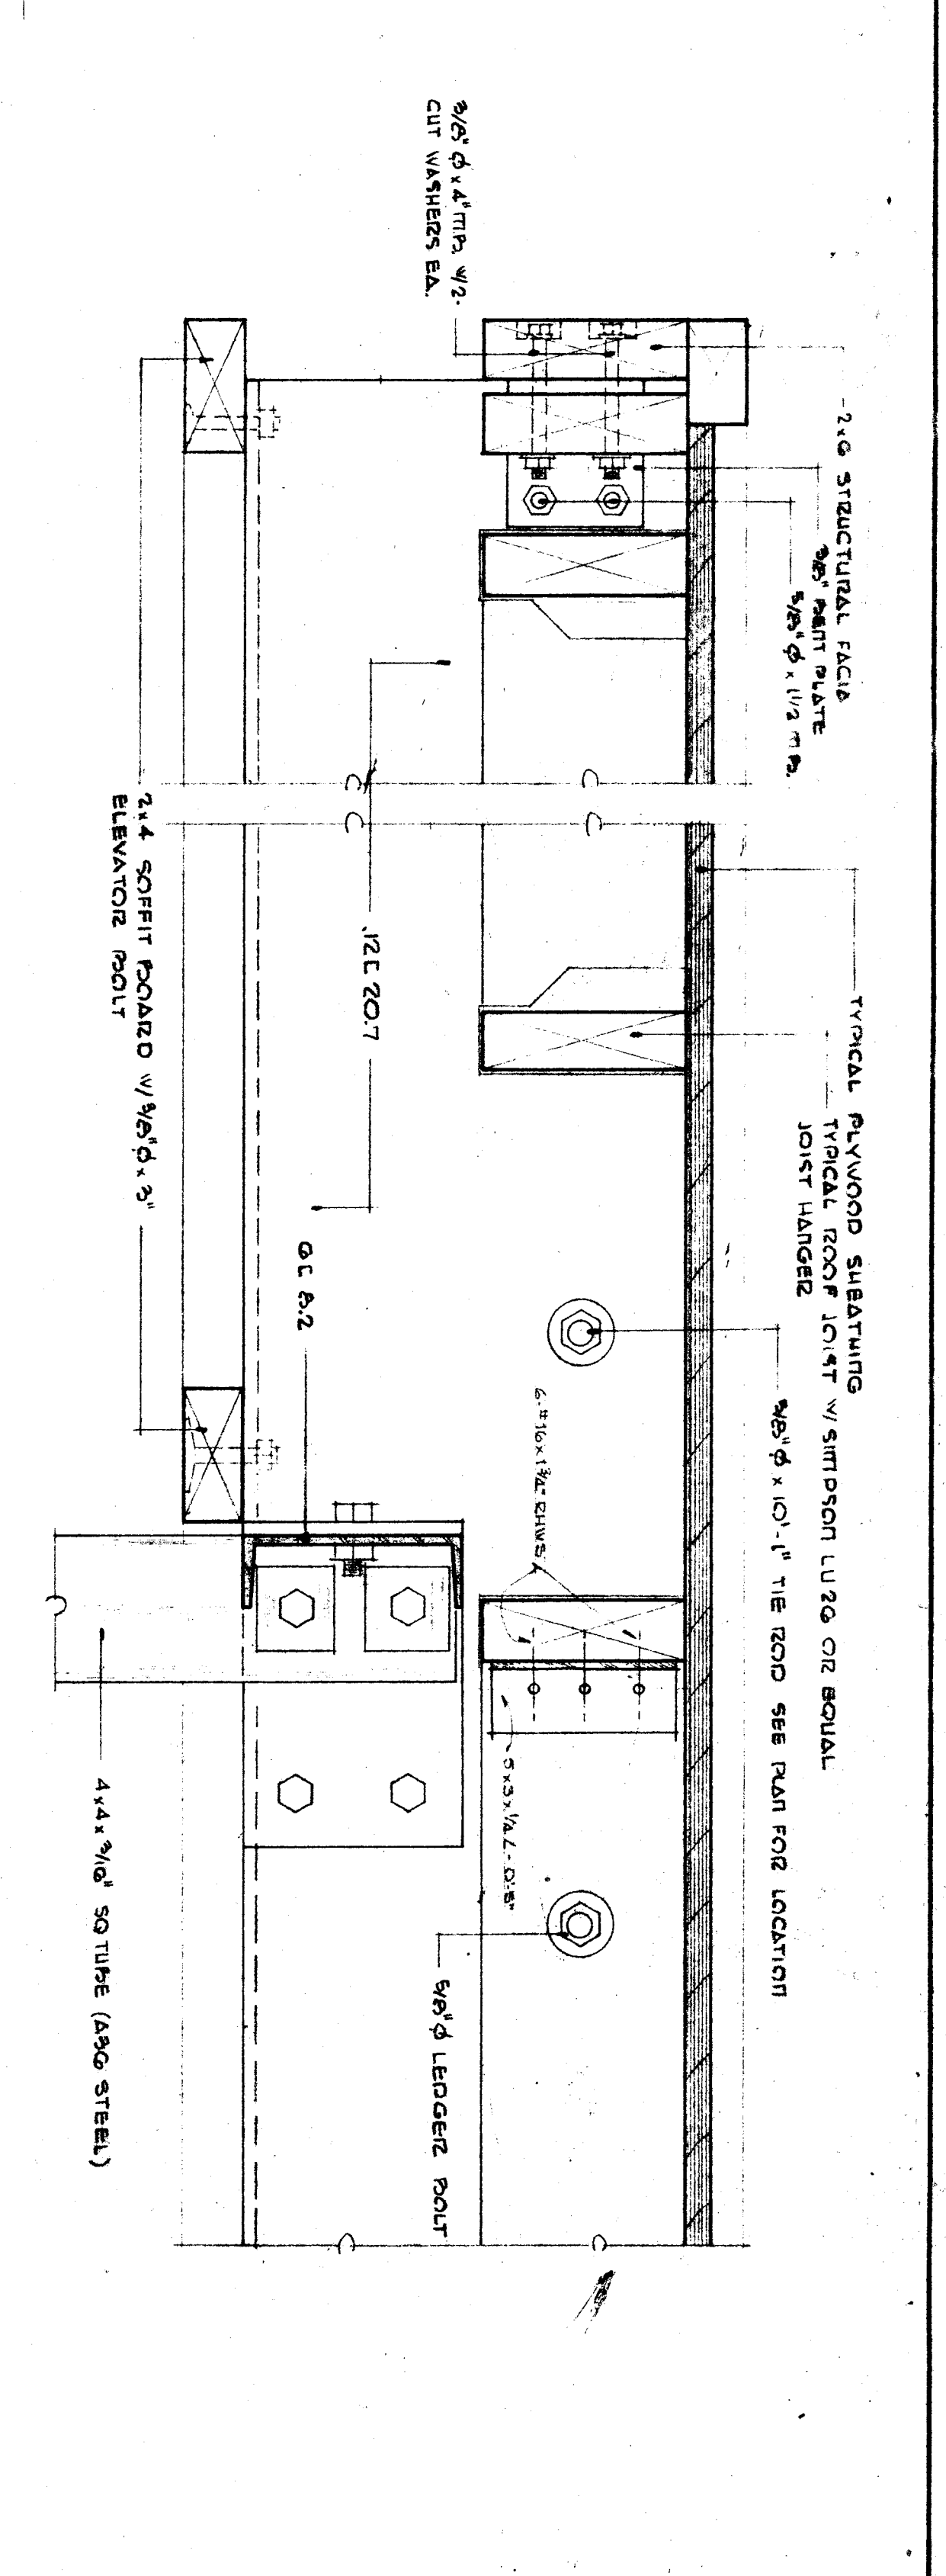 2x6 STRUCTURAL FACIA
3/8" BENT PLATE
5/8" φ x 1 1/2 M.B.
TYPICAL PLYWOOD SHEATHING
TYPICAL ROOF JOIST W/ SIMPSON LU26 OR EQUAL
JOIST HANGER
5/8" φ x 10'-1" TIE ROD SEE PLAN FOR LOCATION
3/8" φ x 4" M.B. W/2-
CUT WASHERS EA.
6-#16x1 3/4" RHWS
5x3x1/4 L-0'-5"
5/8" φ LEDGER BOLT
12[ 20.7
6[ 8.2
2x4 SOFFIT BOARD W/ 3/8" φ x 3"
ELEVATOR BOLT
4x4x3/16" SQ TUBE (A36 STEEL)